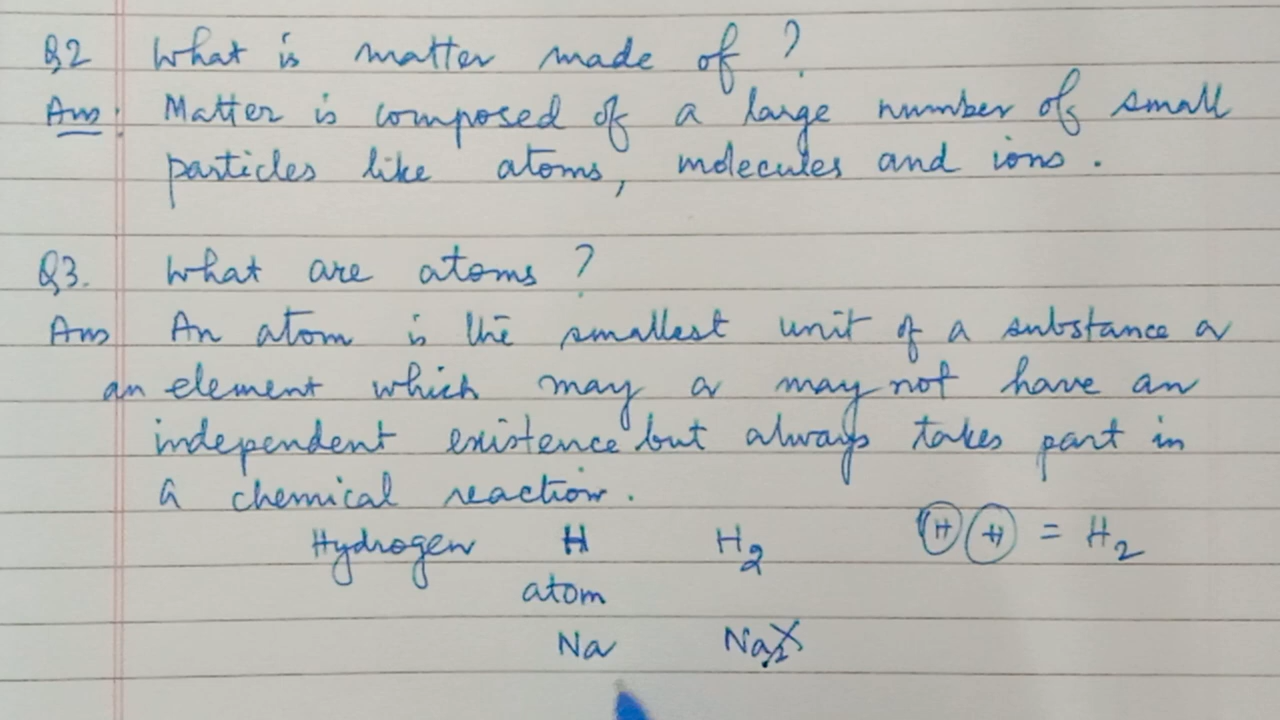 Q2 What is matter made of ?
Ans: Matter is composed of a large number of small
particles like atoms, molecules and ions.
Q3. What are atoms ?
Ans An atom is the smallest unit of a substance or
an element which may or may not have an
independent existence but always takes part in
a chemical reaction.
Hydrogen H H2 H H = H2
atom
Na Na2